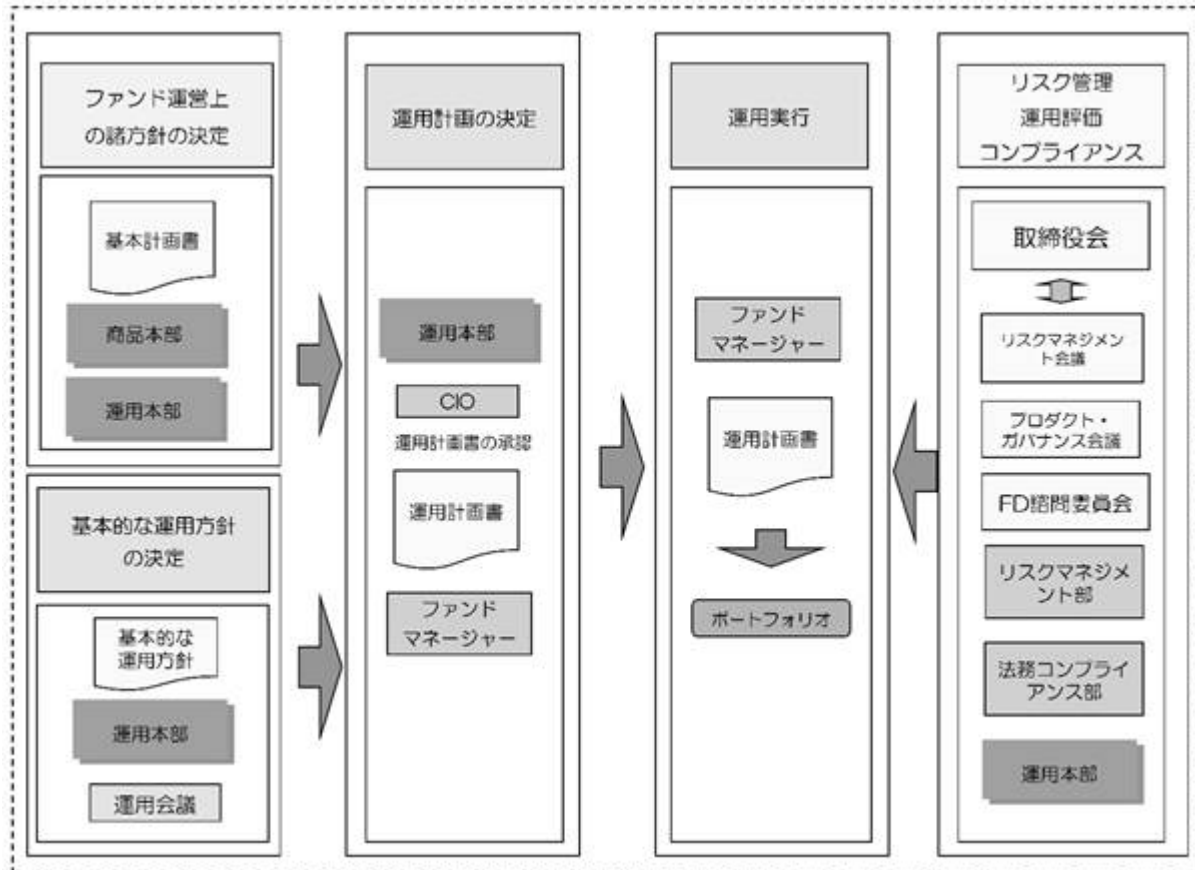 ファンド運営上
の諸方針の決定
基本計画書
商品本部
運用本部
基本的な運用方針
の決定
基本的な
運用方針
運用本部
運用会議
運用計画の決定
運用本部
CIO
運用計画書の承認
運用計画書
ファンド
マネージャー
運用実行
ファンド
マネージャー
運用計画書
ポートフォリオ
リスク管理
運用評価
コンプライアンス
取締役会
リスクマネジメン
ト会議
プロダクト・
ガバナンス会議
FD諮問委員会
リスクマネジメ
ント部
法務コンプライ
アンス部
運用本部